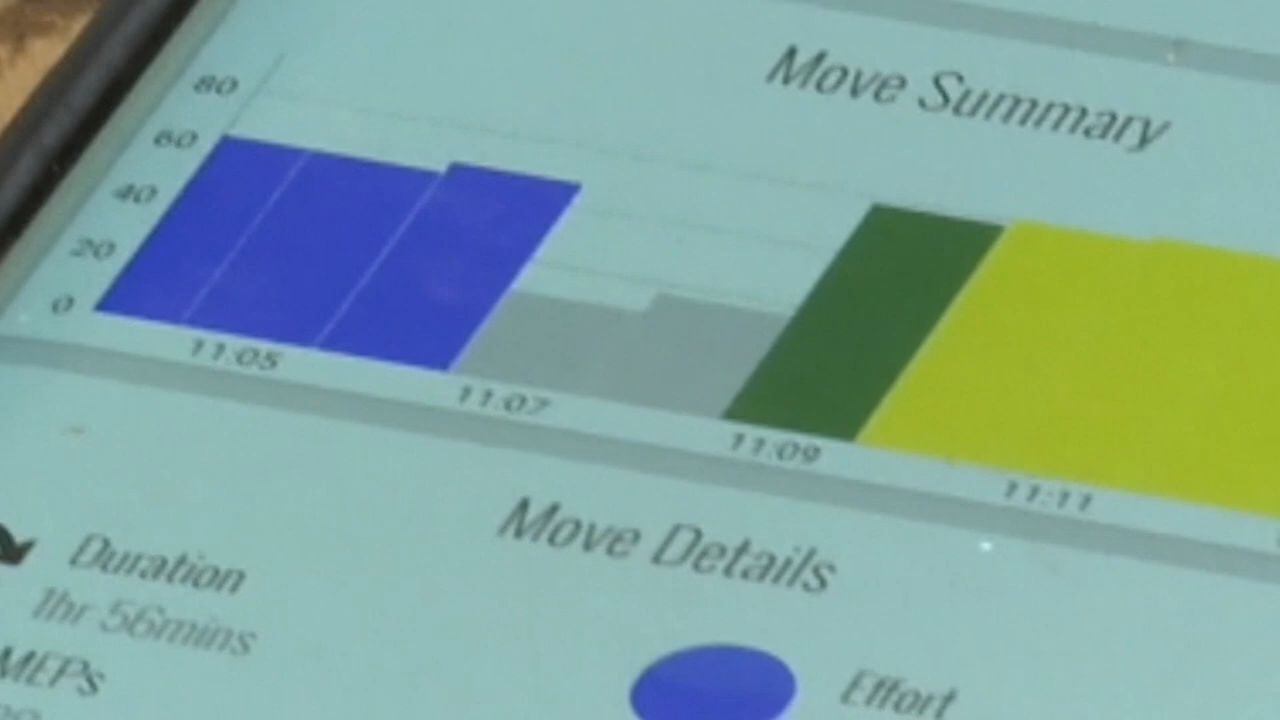 Move Summary
80
60
40
20
0
11:05
11:07
11:09
11:11
Move Details
Duration
1hr 56mins
MEPs
Effort